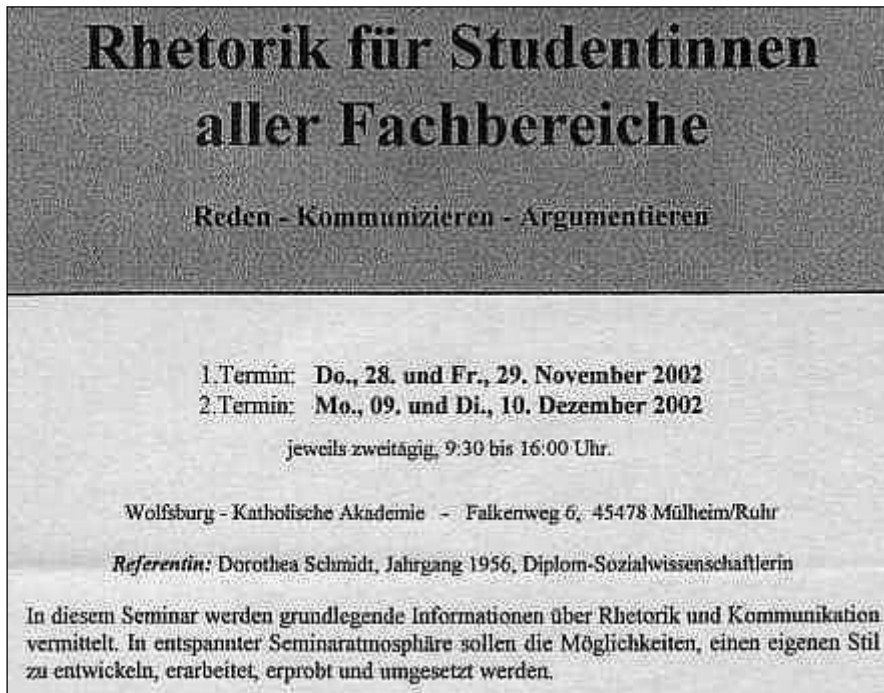 Rhetorik für Studentinnen
aller Fachbereiche
Reden - Kommunizieren - Argumentieren
1.Termin: Do., 28. und Fr., 29. November 2002
2.Termin: Mo., 09. und Di., 10. Dezember 2002
jeweils zweitägig, 9:30 bis 16:00 Uhr.
Wolfsburg - Katholische Akademie - Falkenweg 6, 45478 Mülheim/Ruhr
Referentin: Dorothea Schmidt, Jahrgang 1956, Diplom-Sozialwissenschaftlerin
In diesem Seminar werden grundlegende Informationen über Rhetorik und Kommunikation
vermittelt. In entspannter Seminaratmosphäre sollen die Möglichkeiten, einen eigenen Stil
zu entwickeln, erarbeitet, erprobt und umgesetzt werden.